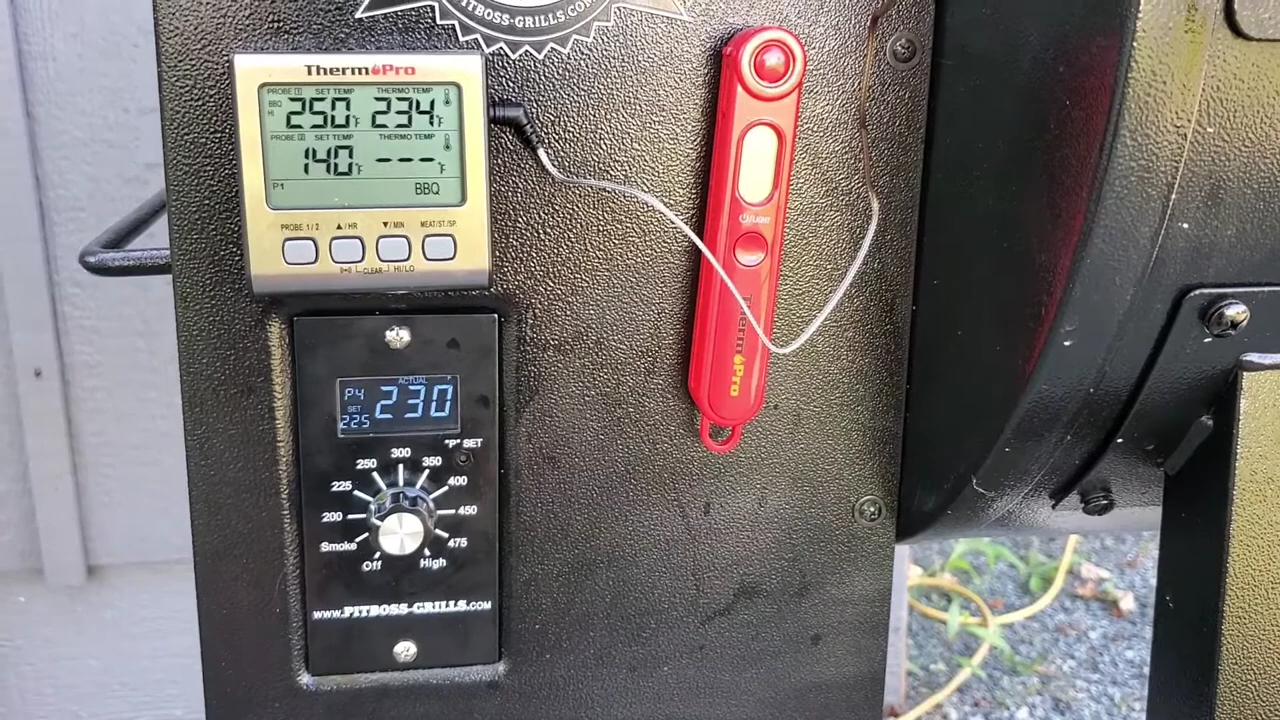 PITBOSS-GRILLS.COM
ThermoPro
PROBE 1 SET TEMP THERMO TEMP
BBQ
HI
250°F 234°F
PROBE 2 SET TEMP THERMO TEMP
140°F ---°F
P1 BBQ
PROBE 1/2 ▲/HR ▼/MIN MEAT/ST./SP.
CLEAR HI/LO
⏻/LIGHT
ThermoPro
ACTUAL
P4 230
SET
225
"P" SET
300
250 350
225 400
200 450
Smoke 475
Off High
WWW.PITBOSS-GRILLS.COM